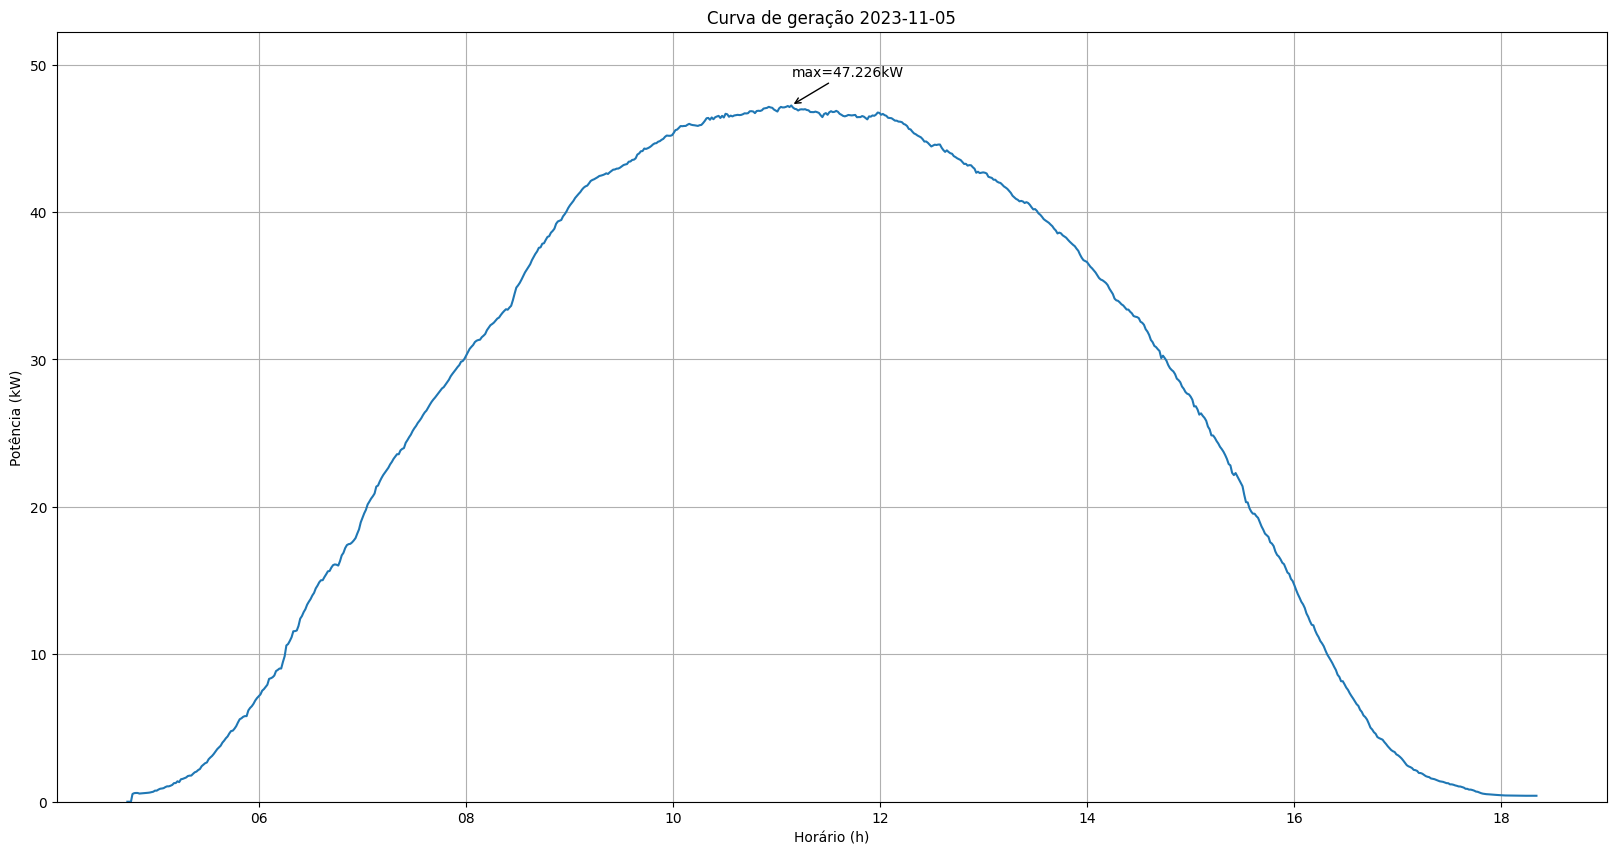 Curva de geração 2023-11-05
max=47.226kW
50
40
30
20
10
0
Potência (kW)
06 08 10 12 14 16 18
Horário (h)